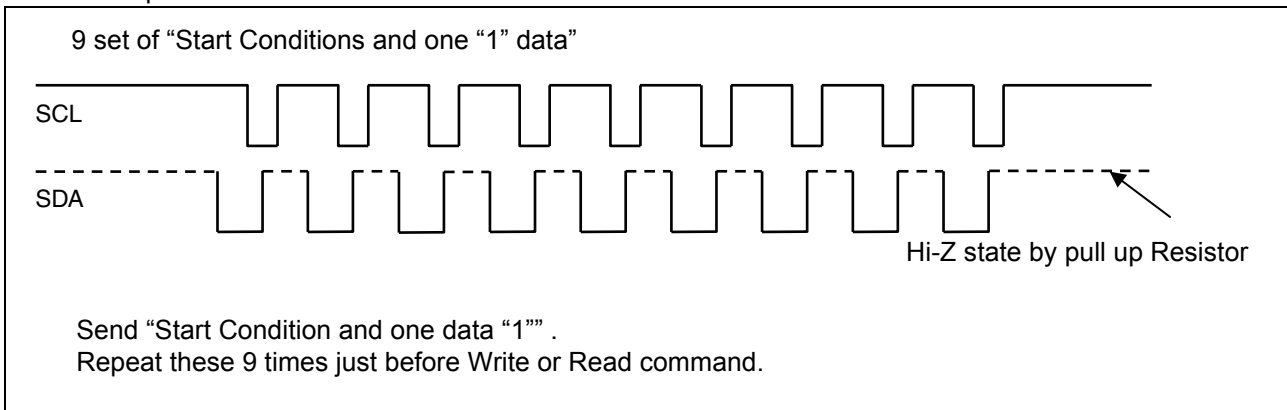 9 set of “Start Conditions and one “1” data”
SCL
SDA
Hi-Z state by pull up Resistor
Send “Start Condition and one data “1”” .
Repeat these 9 times just before Write or Read command.